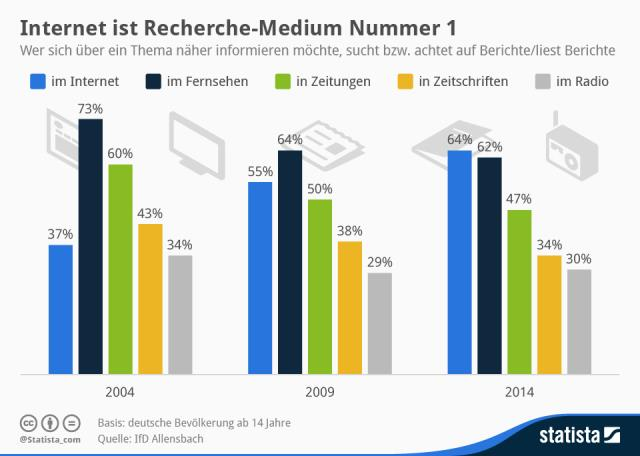 Internet ist Recherche-Medium Nummer 1
Wer sich über ein Thema näher informieren möchte, sucht bzw. achtet auf Berichte/liest Berichte
im Internet im Fernsehen in Zeitungen in Zeitschriften im Radio
37% 73% 60% 43% 34%
55% 64% 50% 38% 29%
64% 62% 47% 34% 30%
2004 2009 2014
cc
@Statista_com
Basis: deutsche Bevölkerung ab 14 Jahre
Quelle: IfD Allensbach
statista